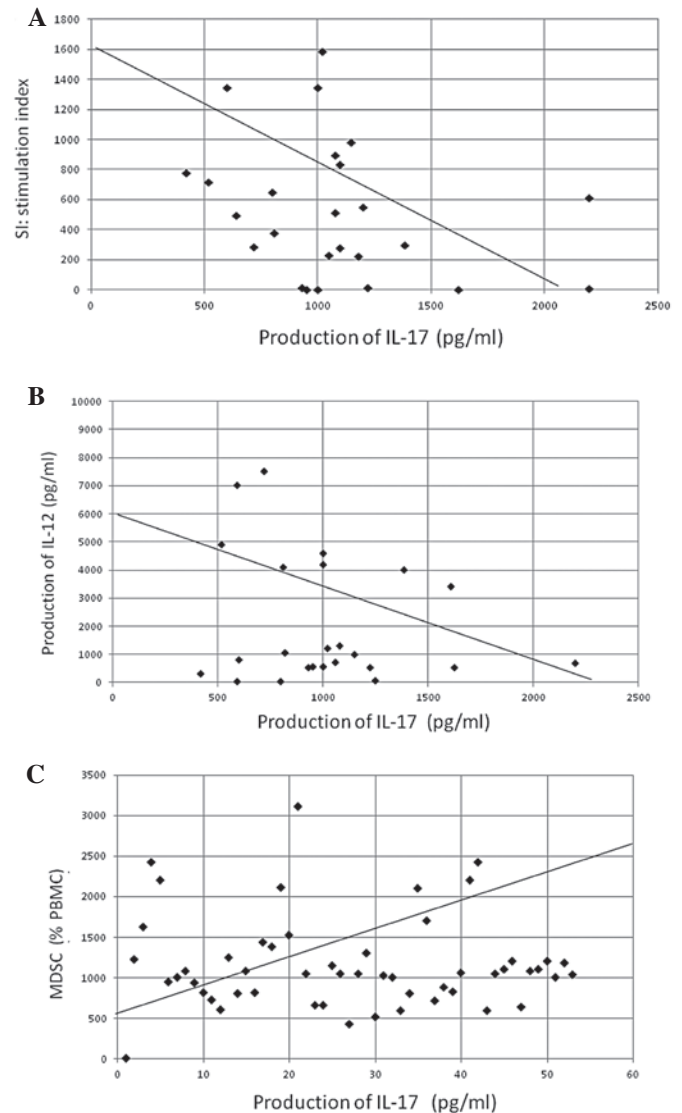 A
SI: stimulation index
1800
1600
1400
1200
1000
800
600
400
200
0
0 500 1000 1500 2000 2500
Production of IL-17 (pg/ml)
B
Production of IL-12 (pg/ml)
10000
9000
8000
7000
6000
5000
4000
3000
2000
1000
0
0 500 1000 1500 2000 2500
Production of IL-17 (pg/ml)
C
MDSC (% PBMC)
3500
3000
2500
2000
1500
1000
500
0
0 10 20 30 40 50 60
Production of IL-17 (pg/ml)